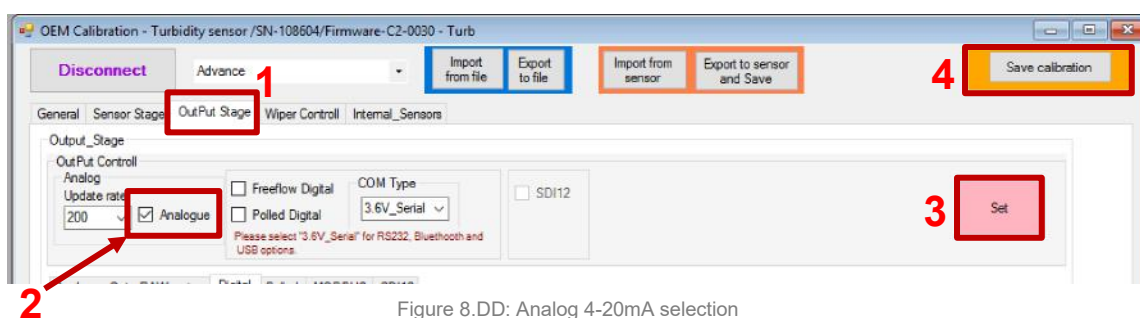 OEM Calibration - Turbidity sensor /SN-108604/Firmware-C2-0030 - Turb
Disconnect
Advance
1
Import from file
Export to file
Import from sensor
Export to sensor and Save
4
Save calibration
General Sensor Stage OutPut Stage Wiper Controll Internal_Sensors
Output_Stage
OutPut Controll
Analog
Update rate
200
Analogue
Freeflow Digital
Polled Digital
COM Type
3.6V_Serial
Please select "3.6V_Serial" for RS232, Bluethooth and
USB options.
SDI12
3
Set
2
Digital
Figure 8.DD: Analog 4-20mA selection